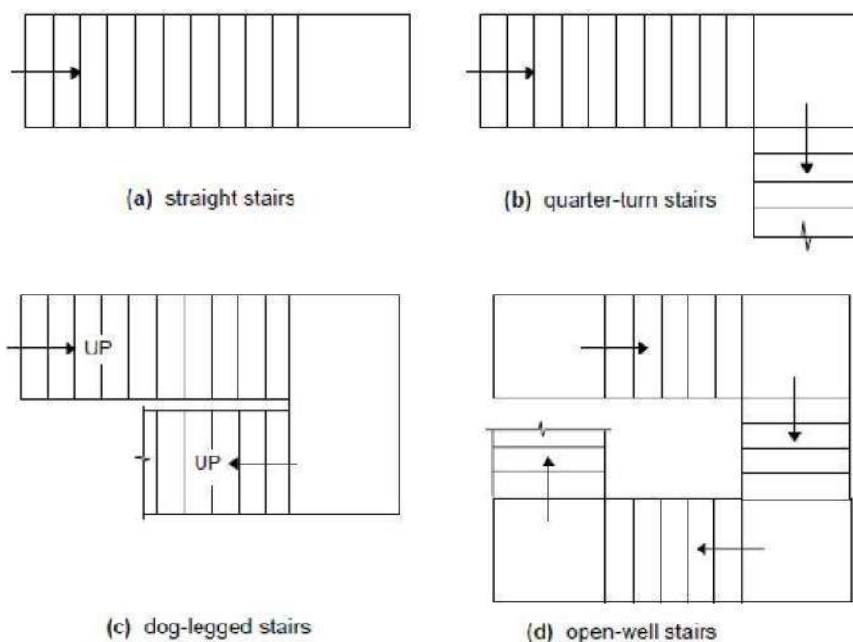 (a) straight stairs
(b) quarter-turn stairs
UP
UP
(c) dog-legged stairs
(d) open-well stairs